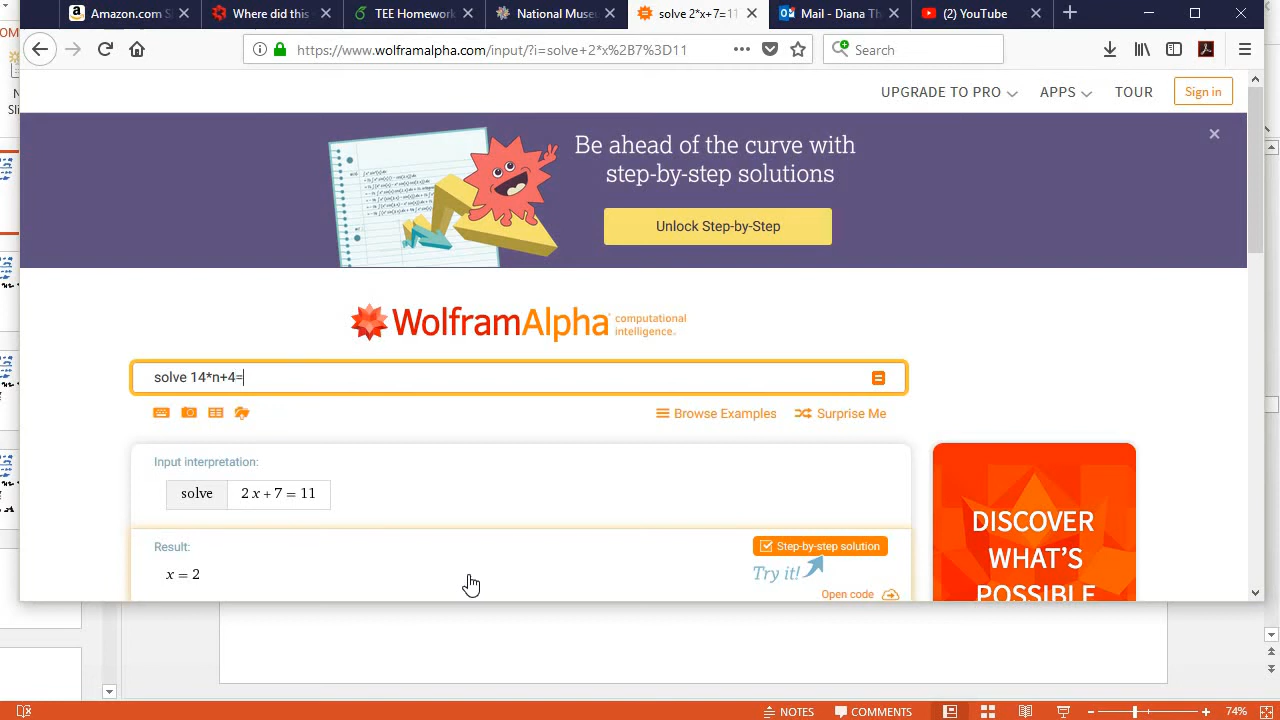 Amazon.com S
Where did this
TEE Homework
National Muse
solve 2*x+7=11
Mail - Diana Th
(2) YouTube
https://www.wolframalpha.com/input/?i=solve+2*x%2B7%3D11
Search
UPGRADE TO PRO
APPS
TOUR
Sign in
Be ahead of the curve with
step-by-step solutions
Unlock Step-by-Step
WolframAlpha computational
intelligence.
solve 14*n+4=
Browse Examples
Surprise Me
Input interpretation:
solve 2 x + 7 = 11
Result:
Step-by-step solution
x = 2
Try it!
Open code
DISCOVER
WHAT'S
POSSIBLE
NOTES
COMMENTS
74%